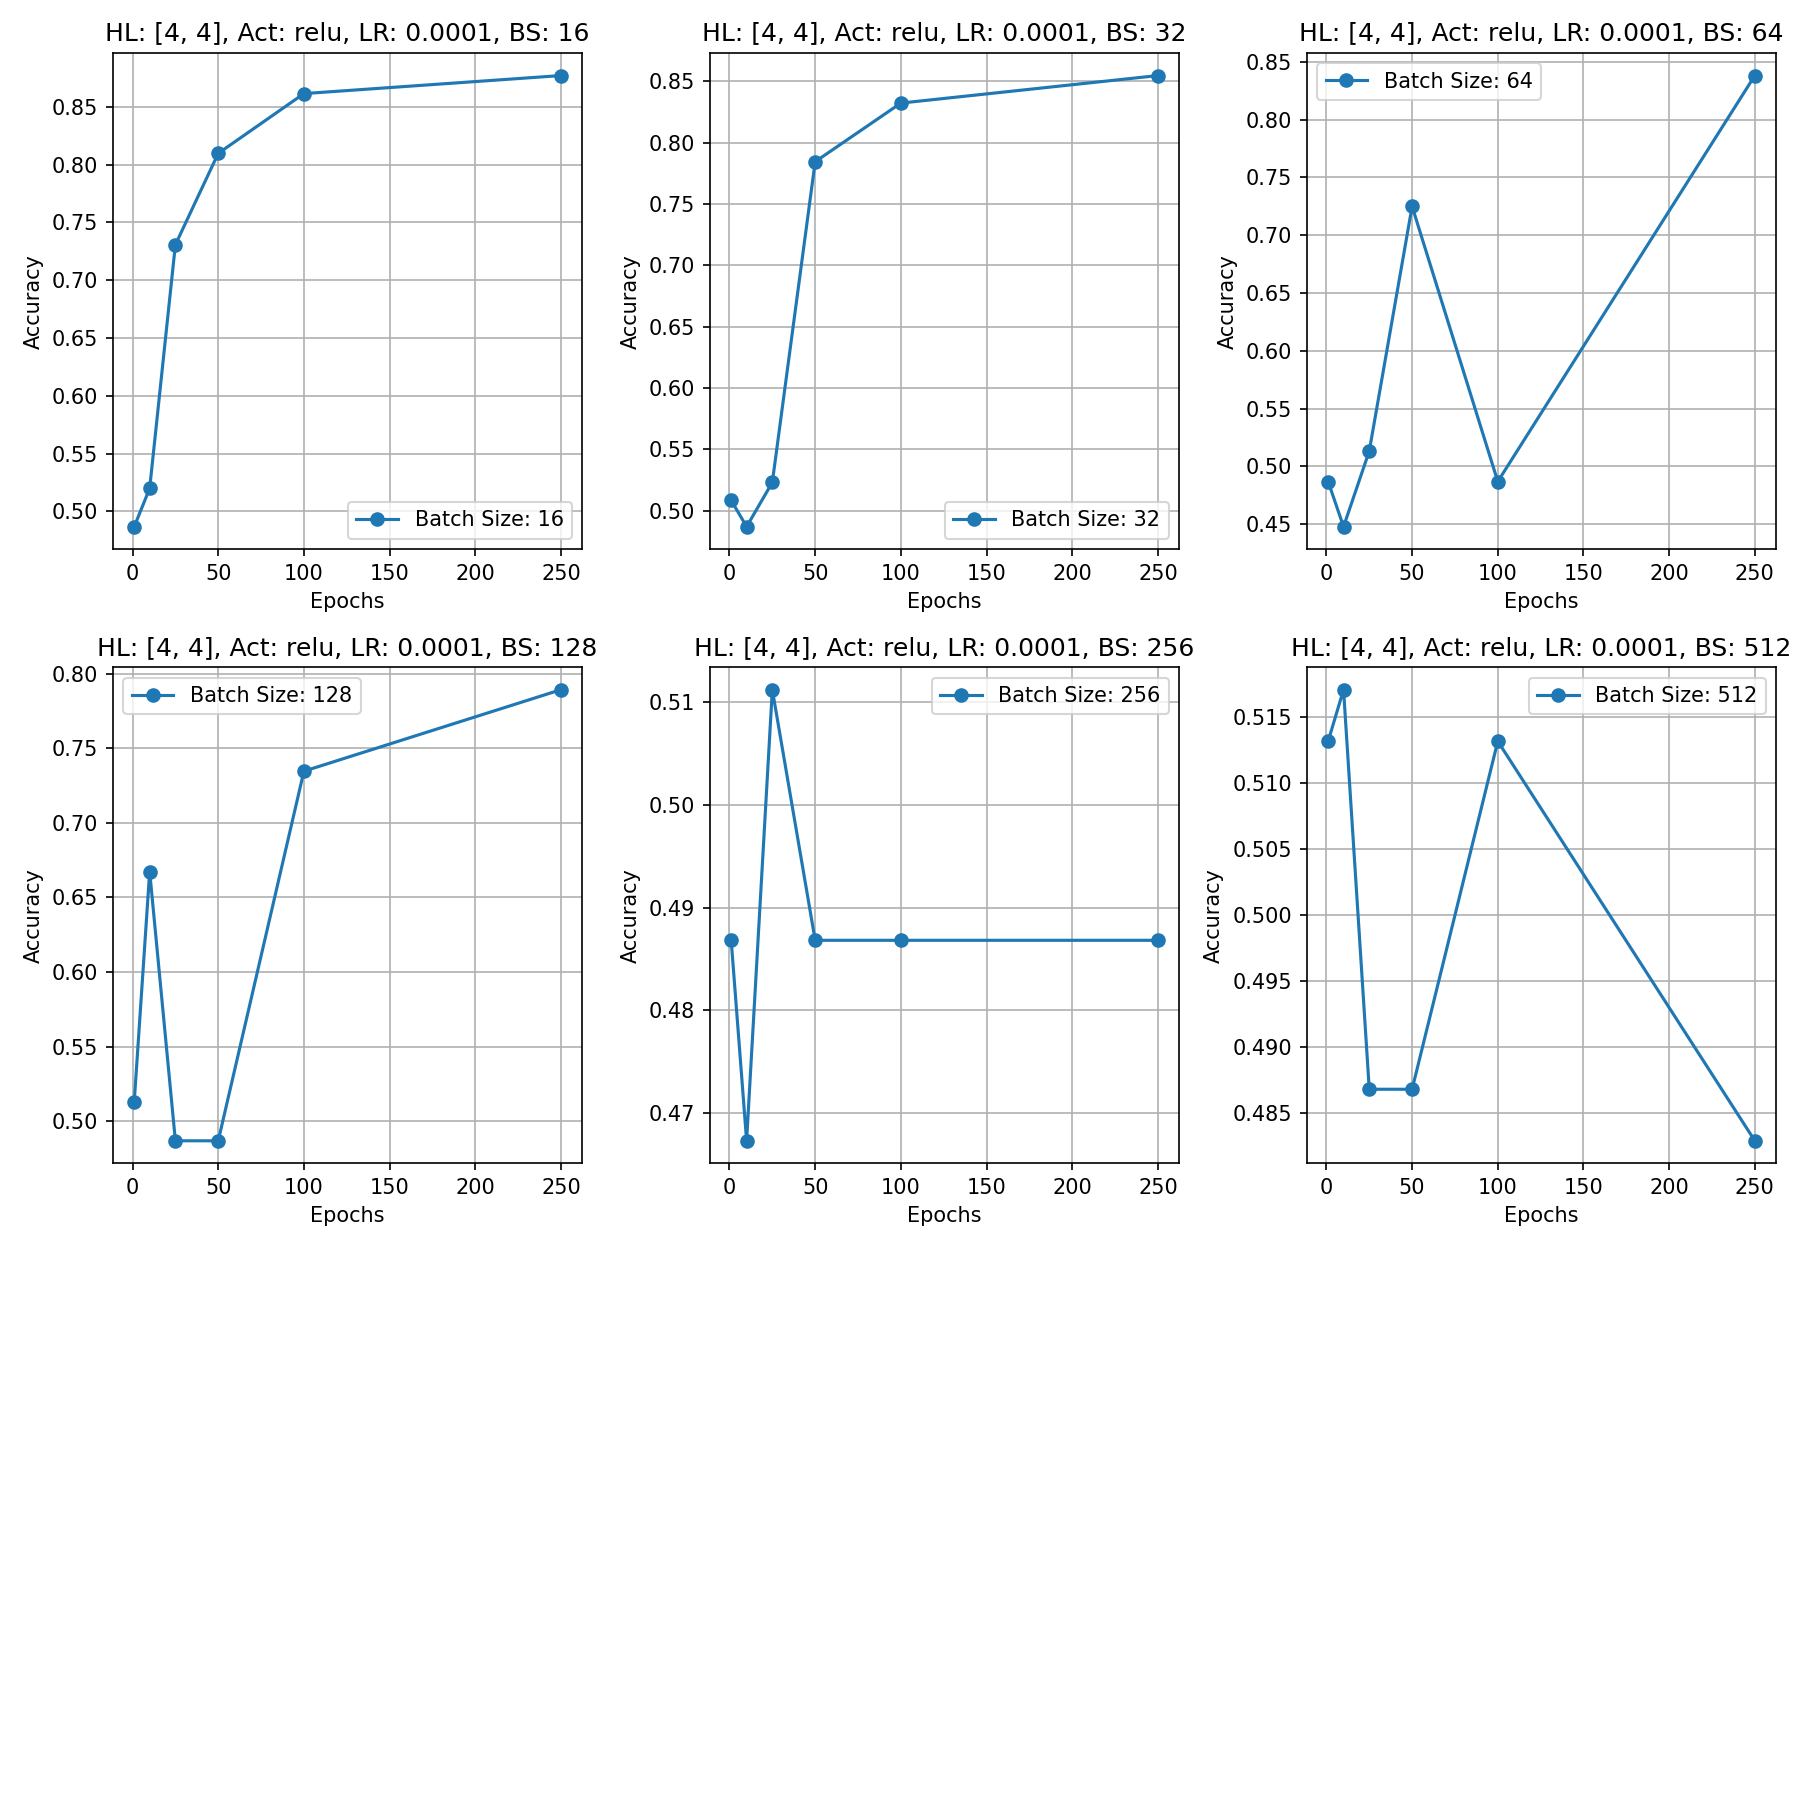 HL: [4, 4], Act: relu, LR: 0.0001, BS: 16
Accuracy
0.85
0.80
0.75
0.70
0.65
0.60
0.55
0.50
Batch Size: 16
0 50 100 150 200 250
Epochs
HL: [4, 4], Act: relu, LR: 0.0001, BS: 32
Accuracy
0.85
0.80
0.75
0.70
0.65
0.60
0.55
0.50
Batch Size: 32
0 50 100 150 200 250
Epochs
HL: [4, 4], Act: relu, LR: 0.0001, BS: 64
Batch Size: 64
Accuracy
0.85
0.80
0.75
0.70
0.65
0.60
0.55
0.50
0.45
0 50 100 150 200 250
Epochs
HL: [4, 4], Act: relu, LR: 0.0001, BS: 128
Batch Size: 128
Accuracy
0.80
0.75
0.70
0.65
0.60
0.55
0.50
0 50 100 150 200 250
Epochs
HL: [4, 4], Act: relu, LR: 0.0001, BS: 256
Batch Size: 256
Accuracy
0.51
0.50
0.49
0.48
0.47
0 50 100 150 200 250
Epochs
HL: [4, 4], Act: relu, LR: 0.0001, BS: 512
Batch Size: 512
Accuracy
0.515
0.510
0.505
0.500
0.495
0.490
0.485
0 50 100 150 200 250
Epochs